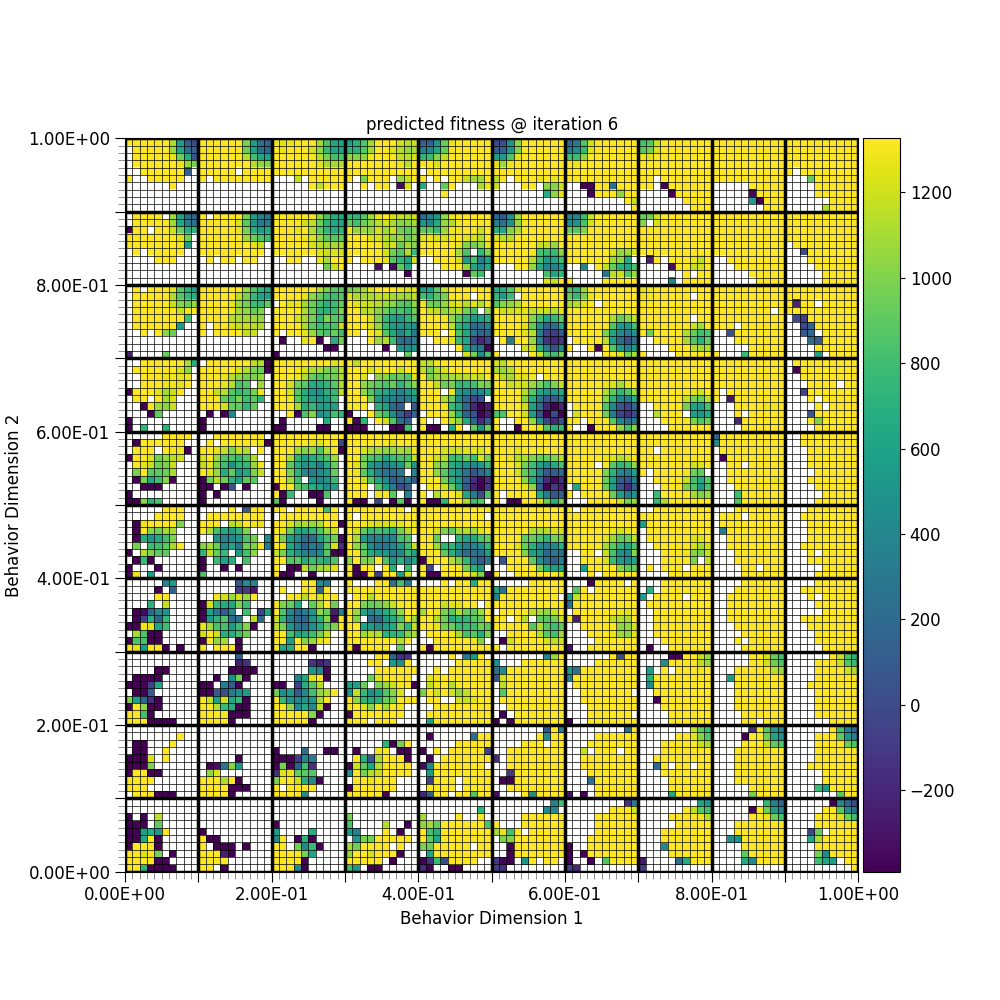 predicted fitness @ iteration 6
1.00E+00
8.00E-01
6.00E-01
4.00E-01
2.00E-01
0.00E+00
Behavior Dimension 2
0.00E+00 2.00E-01 4.00E-01 6.00E-01 8.00E-01 1.00E+00
Behavior Dimension 1
1200
1000
800
600
400
200
0
−200